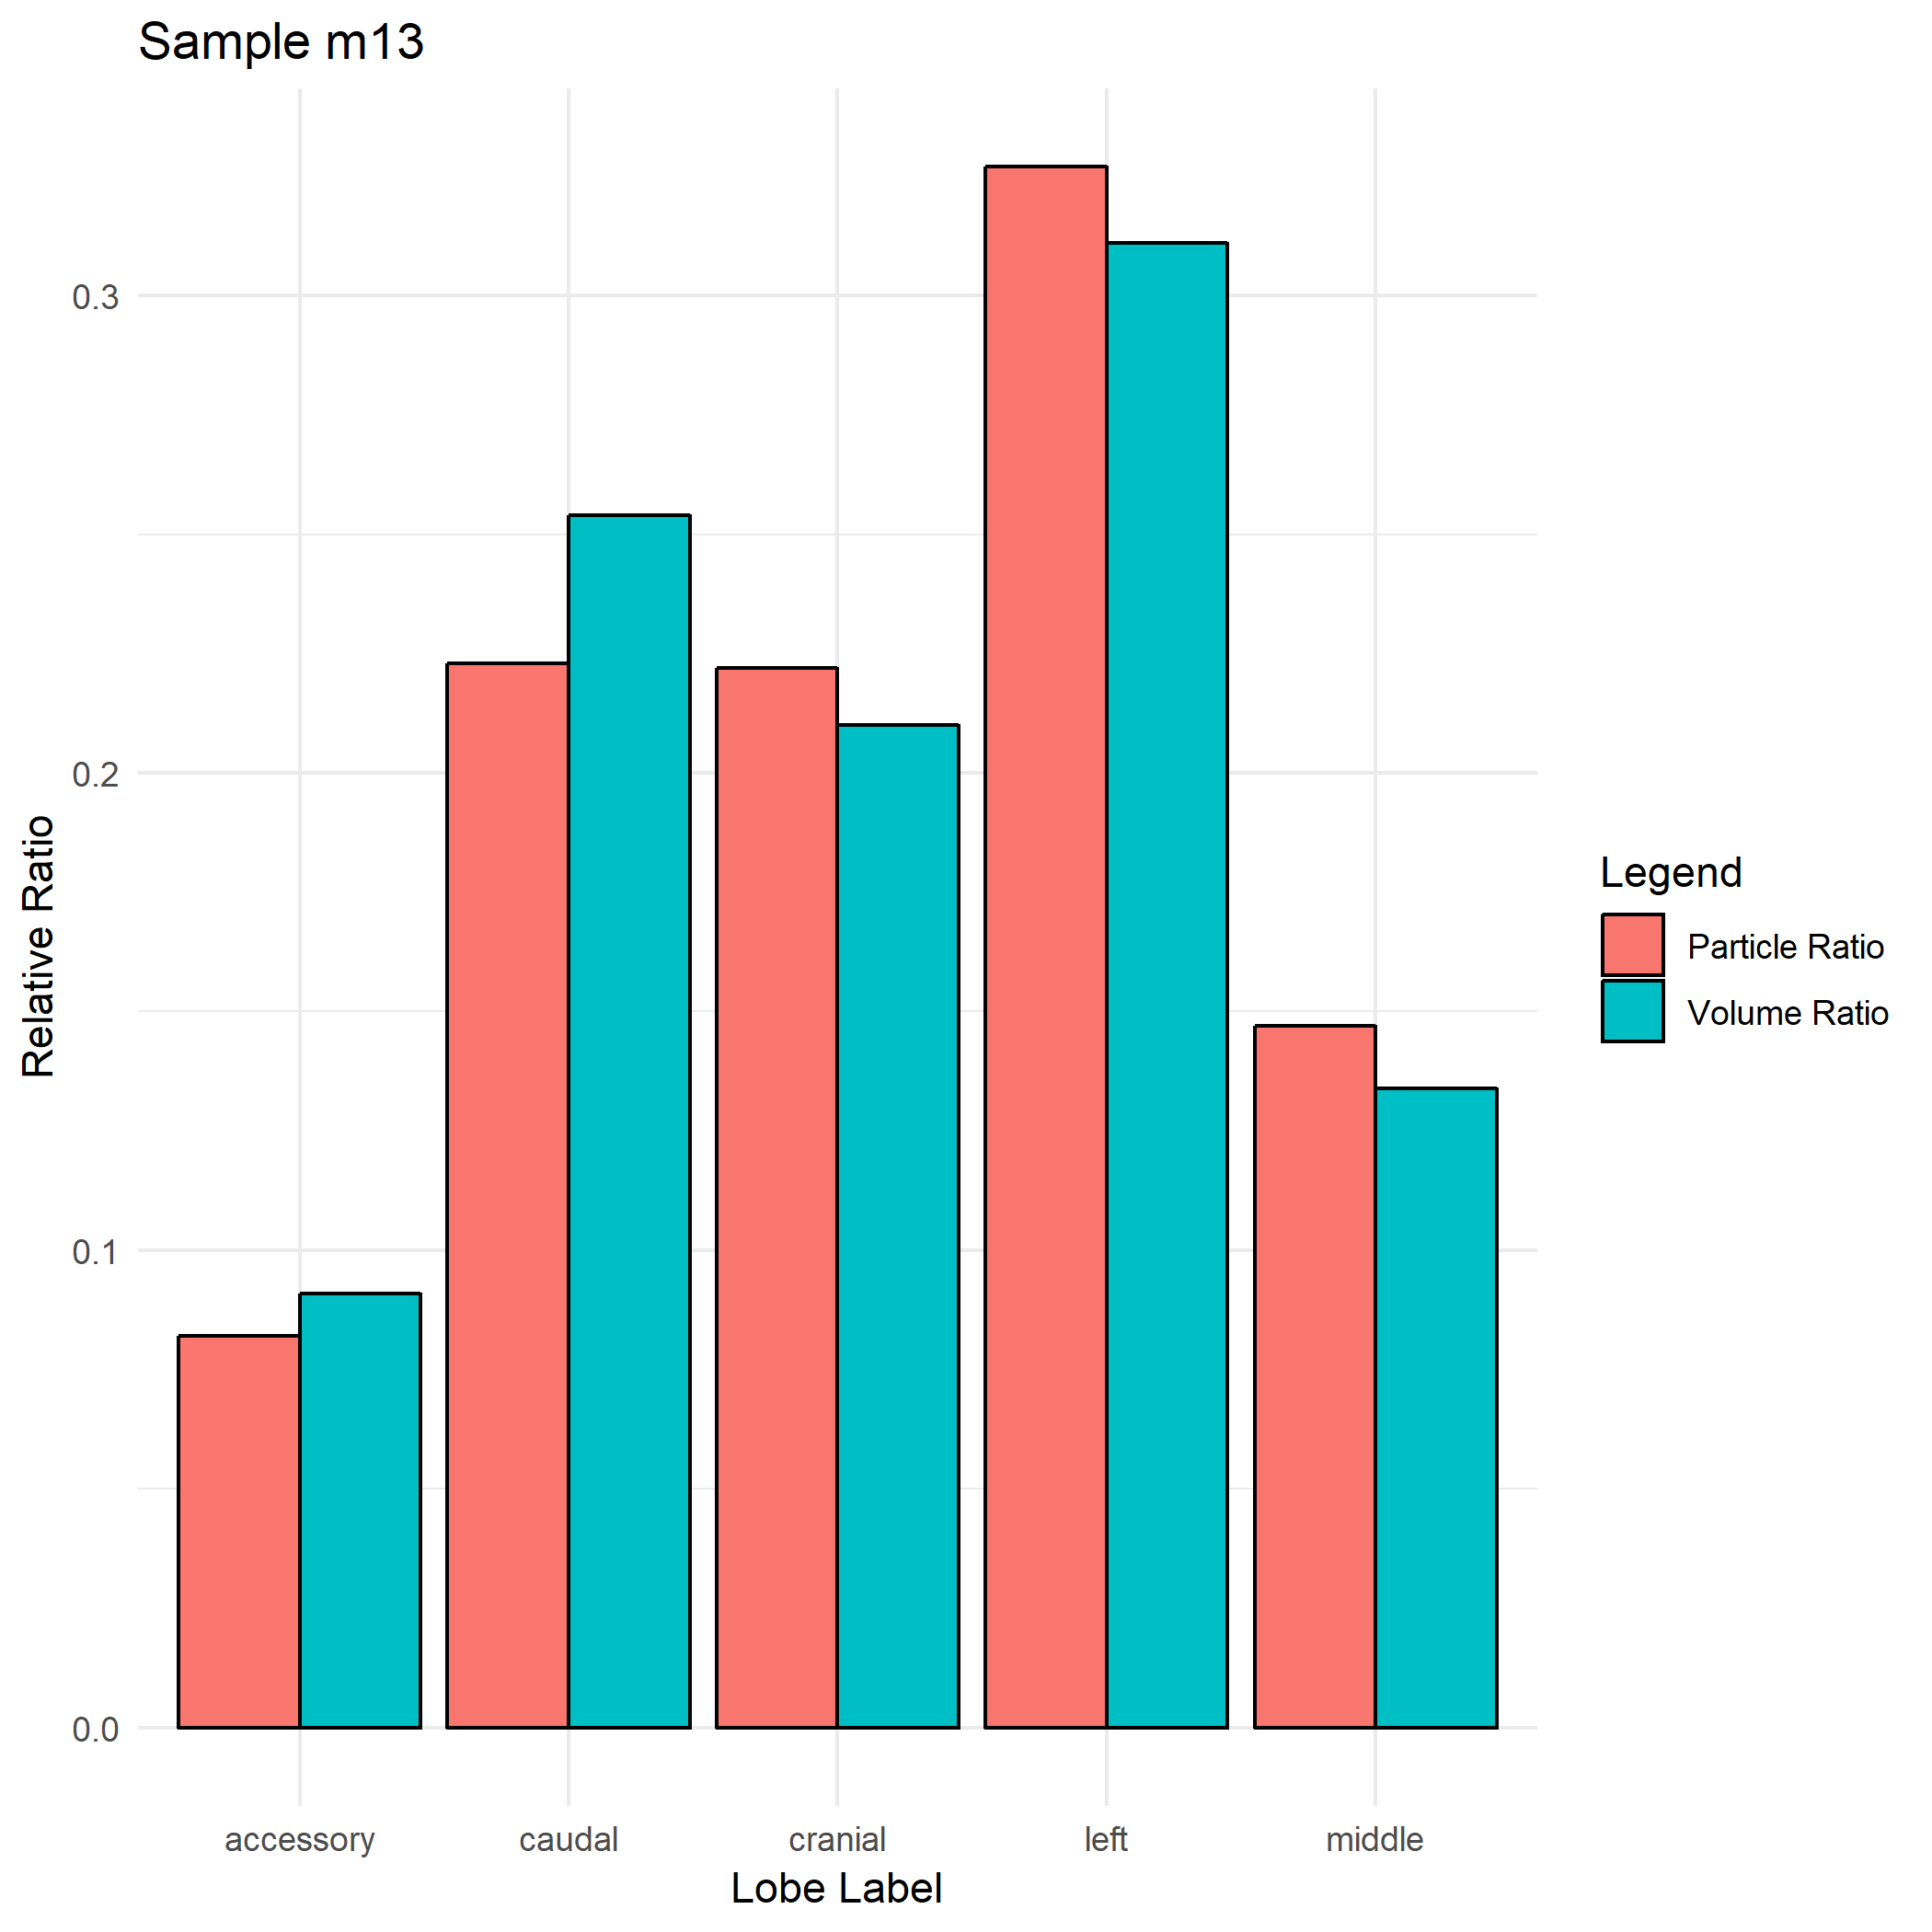 Sample m13
0.3
0.2
0.1
0.0
Relative Ratio
accessory
caudal
cranial
left
middle
Lobe Label
Legend
Particle Ratio
Volume Ratio